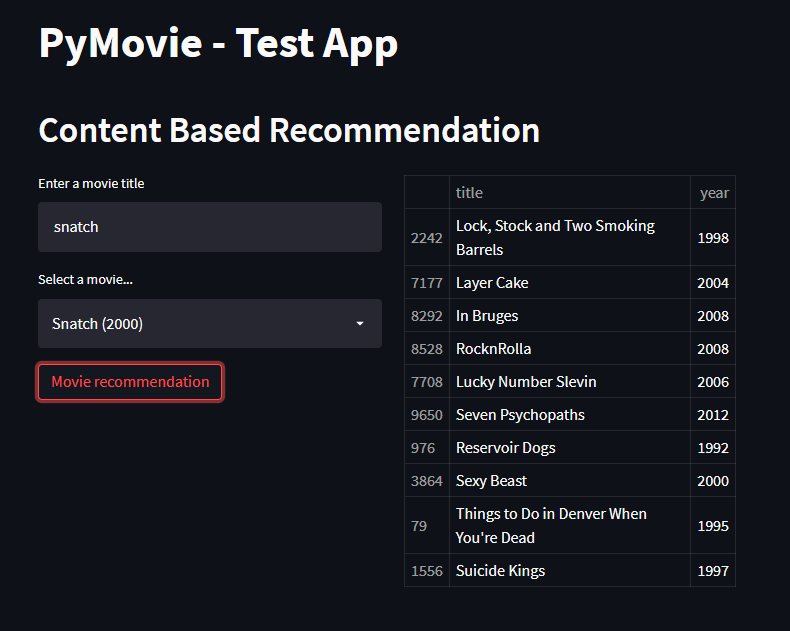 PyMovie - Test App
Content Based Recommendation
Enter a movie title
snatch
Select a movie...
Snatch (2000)
Movie recommendation
title year
2242 Lock, Stock and Two Smoking
Barrels 1998
7177 Layer Cake 2004
8292 In Bruges 2008
8528 RocknRolla 2008
7708 Lucky Number Slevin 2006
9650 Seven Psychopaths 2012
976 Reservoir Dogs 1992
3864 Sexy Beast 2000
79 Things to Do in Denver When
You're Dead 1995
1556 Suicide Kings 1997